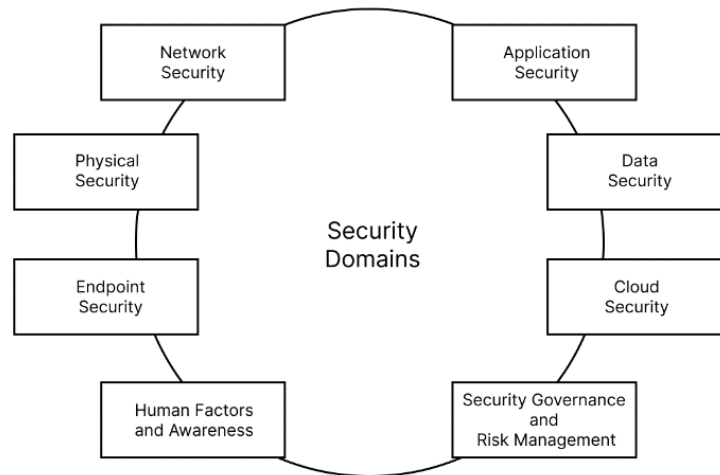 Network
Security
Application
Security
Physical
Security
Data
Security
Security
Domains
Endpoint
Security
Cloud
Security
Human Factors
and Awareness
Security Governance
and
Risk Management